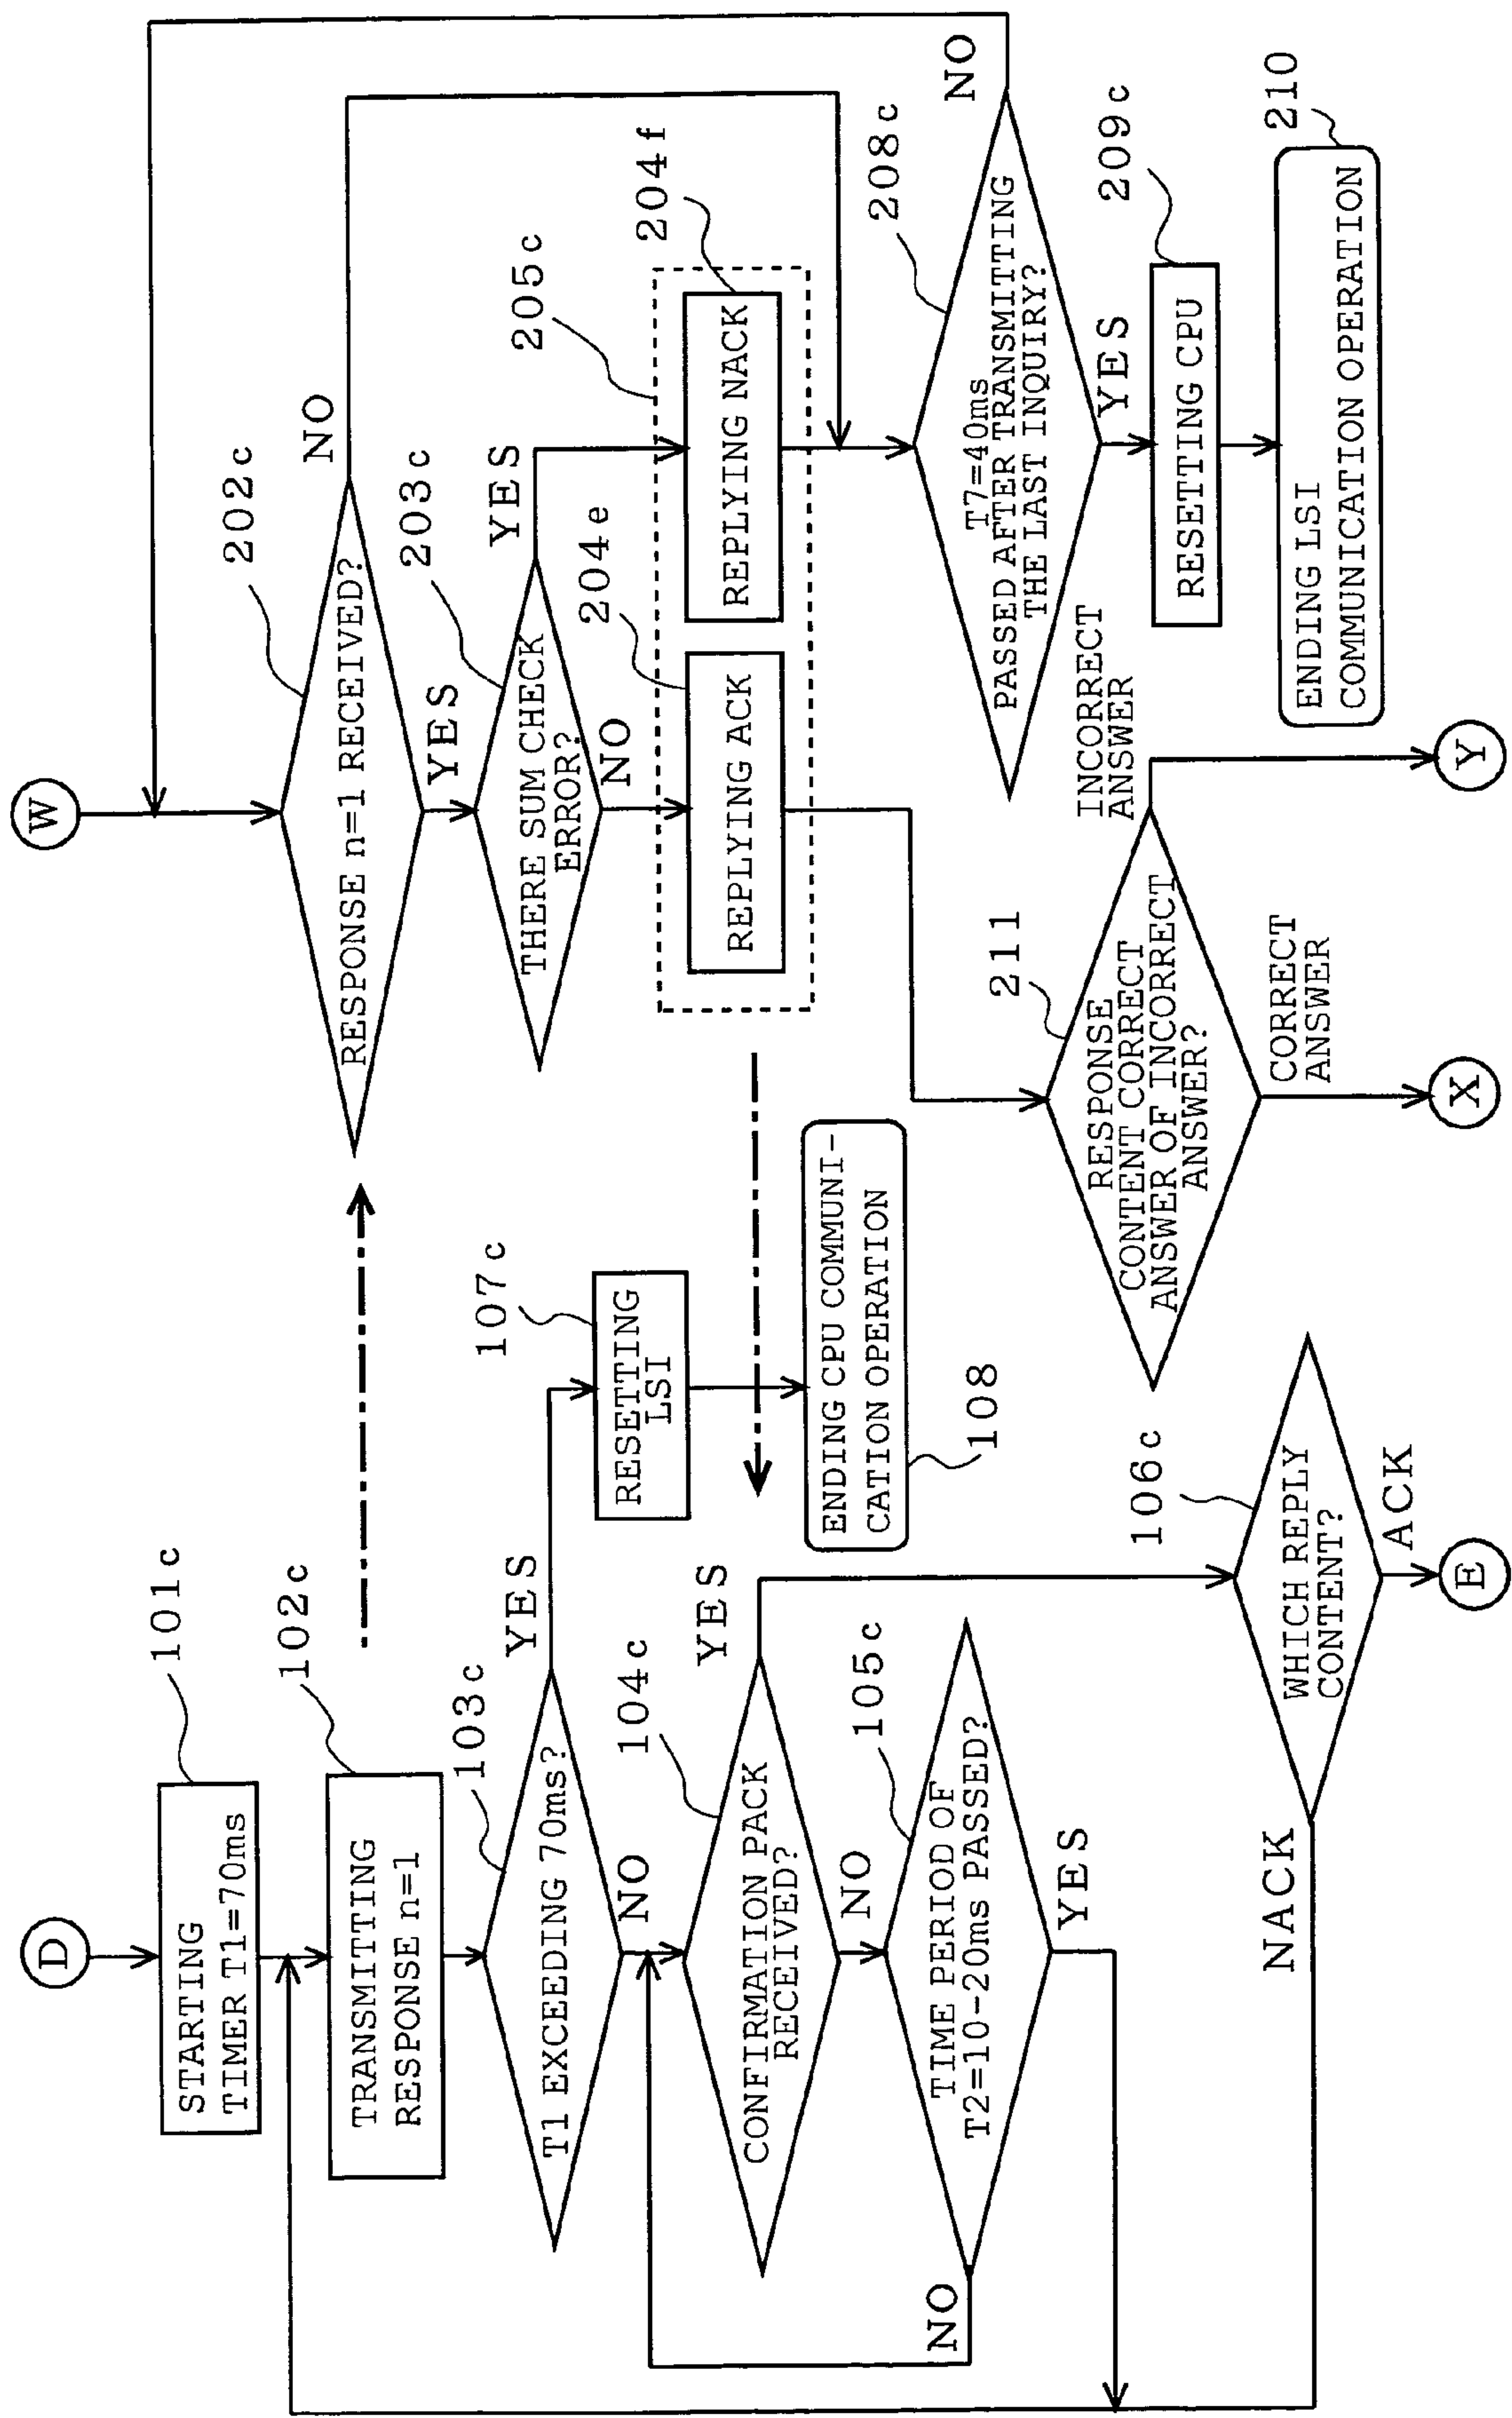 D
STARTING
TIMER T1=70ms
101c
TRANSMITTING
RESPONSE n=1
102c
T1 EXCEEDING 70ms?
103c
YES
NO
RESETTING
LSI
107c
CONFIRMATION PACK
RECEIVED?
104c
YES
NO
ENDING CPU COMMUNI-
CATION OPERATION
108
TIME PERIOD OF
T2=10-20ms PASSED?
105c
NO
YES
WHICH REPLY
CONTENT?
106c
NACK
ACK
E
W
RESPONSE n=1 RECEIVED?
202c
NO
YES
THERE SUM CHECK
ERROR?
203c
YES
NO
205c
REPLYING ACK
204e
REPLYING NACK
204f
T7=40ms
PASSED AFTER TRANSMITTING
THE LAST INQUIRY?
208c
NO
YES
RESETTING CPU
209c
ENDING LSI
COMMUNICATION OPERATION
210
RESPONSE
CONTENT CORRECT
ANSWER OF INCORRECT
ANSWER?
211
INCORRECT
ANSWER
CORRECT
ANSWER
X
Y